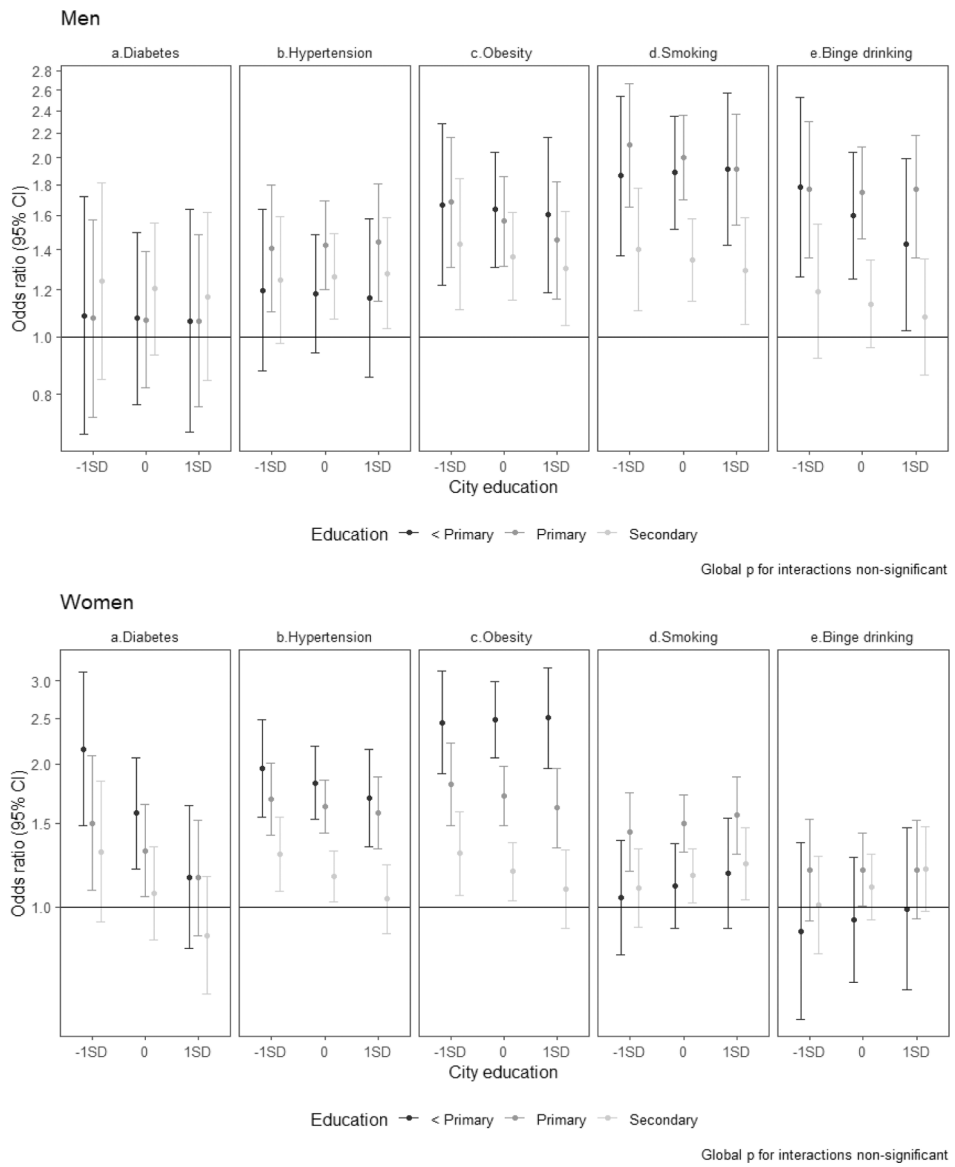 Men
a.Diabetes b.Hypertension c.Obesity d.Smoking e.Binge drinking
Odds ratio (95% CI)
2.8
2.6
2.4
2.2
2.0
1.8
1.6
1.4
1.2
1.0
0.8
-1SD 0 1SD -1SD 0 1SD -1SD 0 1SD -1SD 0 1SD -1SD 0 1SD
City education
Education < Primary Primary Secondary
Global p for interactions non-significant
Women
a.Diabetes b.Hypertension c.Obesity d.Smoking e.Binge drinking
Odds ratio (95% CI)
3.0
2.5
2.0
1.5
1.0
-1SD 0 1SD -1SD 0 1SD -1SD 0 1SD -1SD 0 1SD -1SD 0 1SD
City education
Education < Primary Primary Secondary
Global p for interactions non-significant